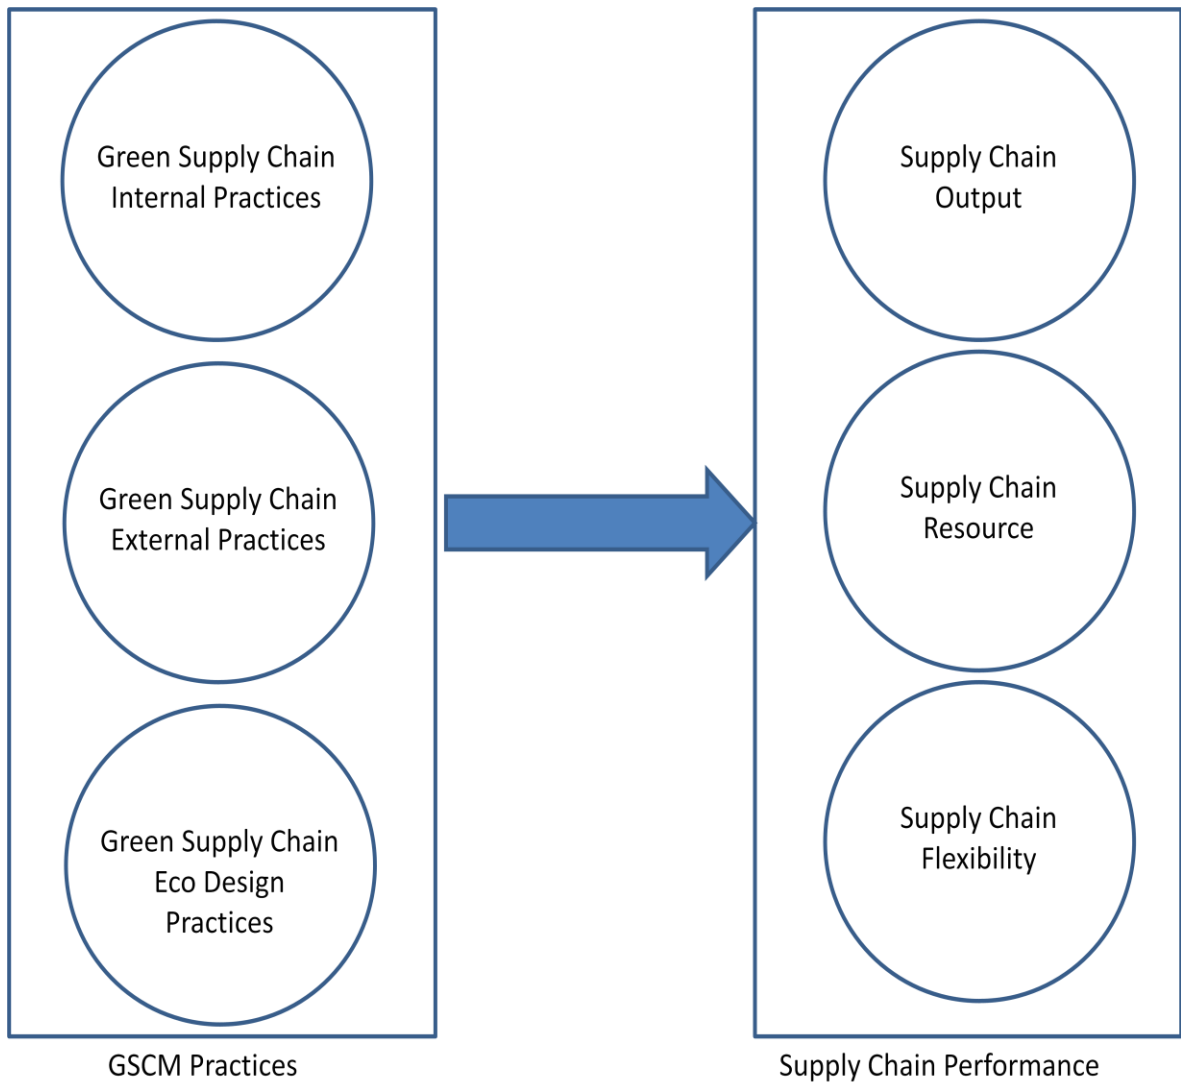 Green Supply Chain
Internal Practices
Green Supply Chain
External Practices
Green Supply Chain
Eco Design
Practices
GSCM Practices
Supply Chain
Output
Supply Chain
Resource
Supply Chain
Flexibility
Supply Chain Performance